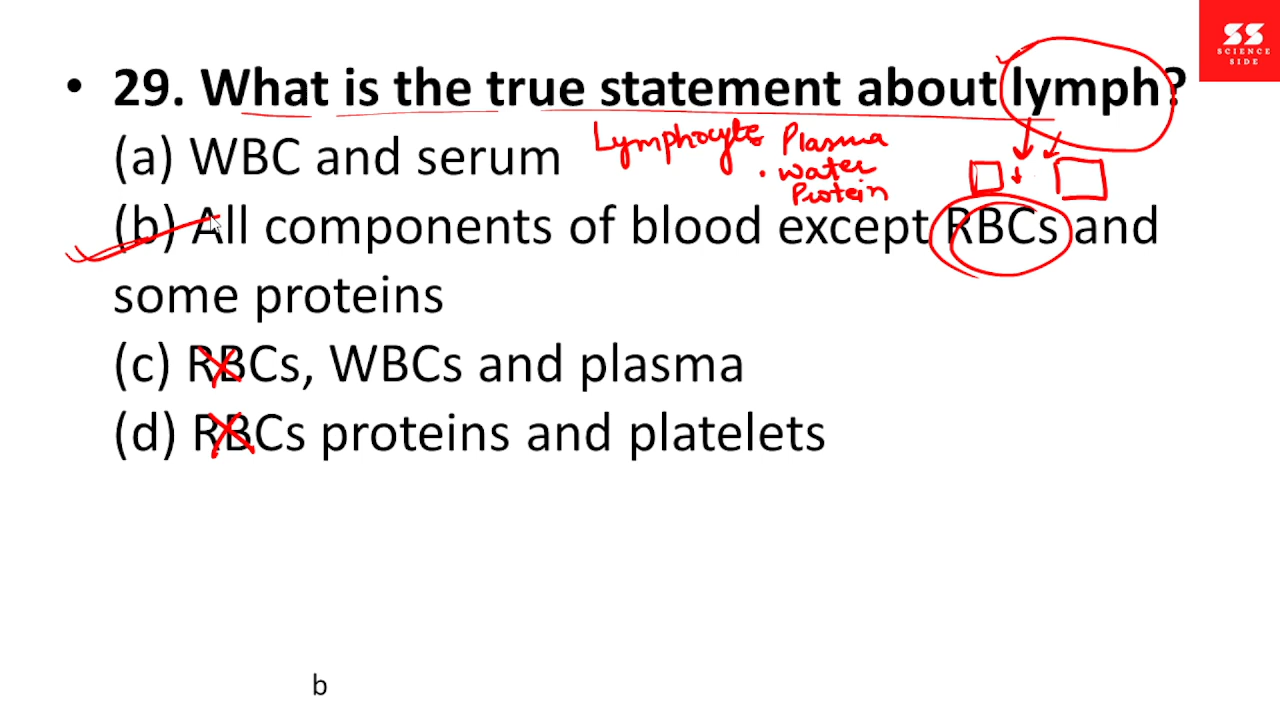 SS
SCIENCE
SIDE
• 29. What is the true statement about lymph?
(a) WBC and serum
Lymphocyte Plasma
• water
Protein
(b) All components of blood except RBCs and
some proteins
(c) RBCs, WBCs and plasma
(d) RBCs proteins and platelets
b